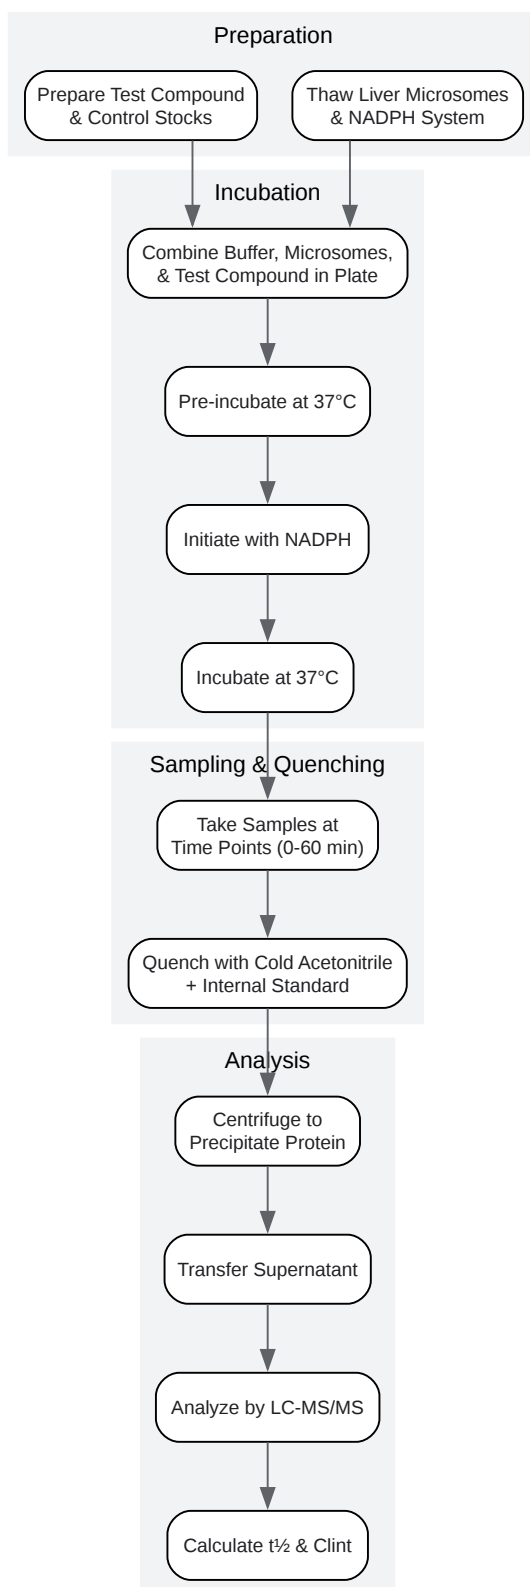 Preparation
Prepare Test Compound
& Control Stocks
Thaw Liver Microsomes
& NADPH System
Incubation
Combine Buffer, Microsomes,
& Test Compound in Plate
Pre-incubate at 37°C
Initiate with NADPH
Incubate at 37°C
Sampling & Quenching
Take Samples at
Time Points (0-60 min)
Quench with Cold Acetonitrile
+ Internal Standard
Analysis
Centrifuge to
Precipitate Protein
Transfer Supernatant
Analyze by LC-MS/MS
Calculate t½ & Clint